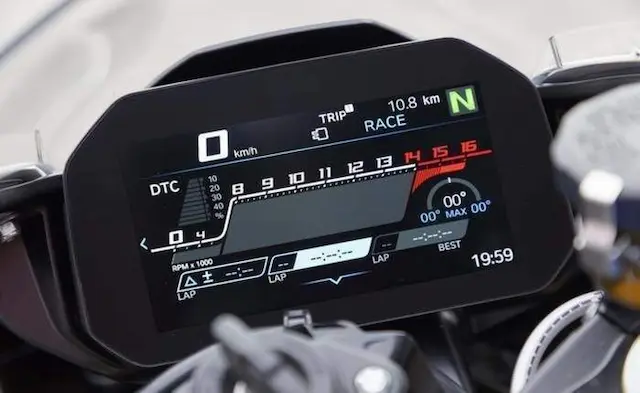 TRIP 10.8 km N
0 km/h RACE
DTC 10
20
30
40
%
0 4 8 9 10 11 12 13 14 15 16
00°
00° MAX 00°
RPM x 1000
Δ ± --:--
LAP
-- --:--
LAP
-- --:--
LAP BEST
19:59